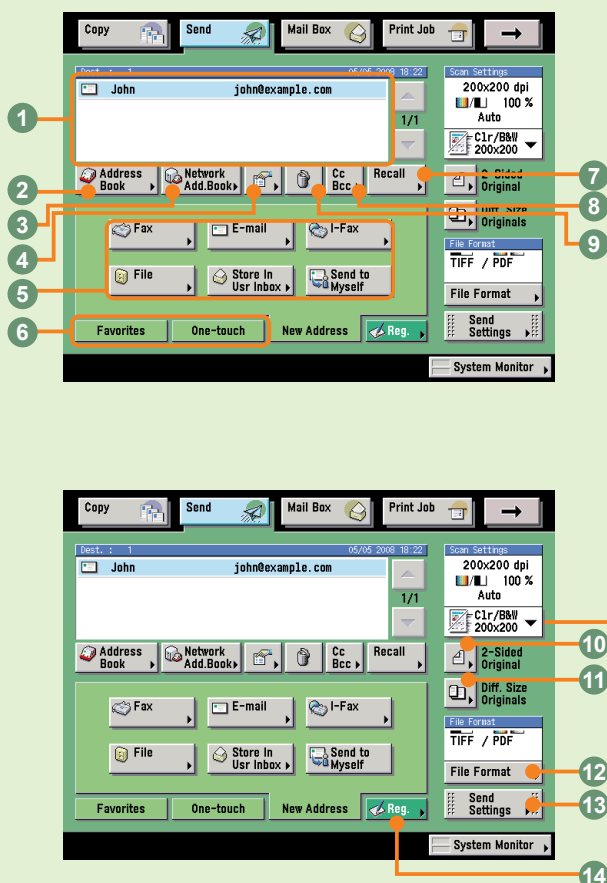 Copy Send Mail Box Print Job
Dest. : 1 05/05 2008 18:22 Scan Settings
John john@example.com 200x200 dpi
100 %
Auto
1/1
Clr/B&W
200x200
1
Address Book
Network Add.Book
Cc Bcc
Recall
2-Sided Original
7
2
8
3
Diff. Size Originals
9
4
Fax E-mail I-Fax
File Format
TIFF / PDF
File Store In Usr Inbox Send to Myself
5
File Format
6
Favorites One-touch New Address Reg.
Send Settings
System Monitor
Copy Send Mail Box Print Job
Dest. : 1 05/05 2008 18:22 Scan Settings
John john@example.com 200x200 dpi
100 %
Auto
1/1
Clr/B&W
200x200
10
Address Book
Network Add.Book
Cc Bcc
Recall
2-Sided Original
11
Diff. Size Originals
Fax E-mail I-Fax
File Format
TIFF / PDF
File Store In Usr Inbox Send to Myself
File Format
12
Favorites One-touch New Address Reg.
Send Settings
13
System Monitor
14